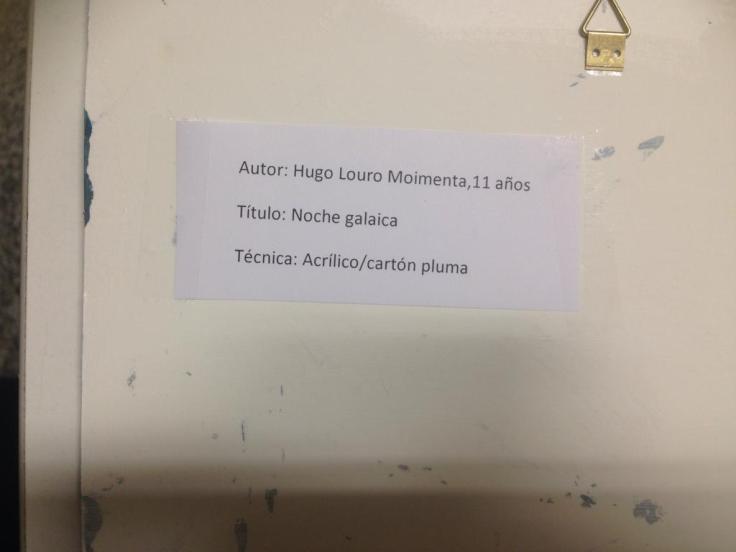 Autor: Hugo Louro Moimenta,11 años
Título: Noche galaica
Técnica: Acrílico/cartón pluma